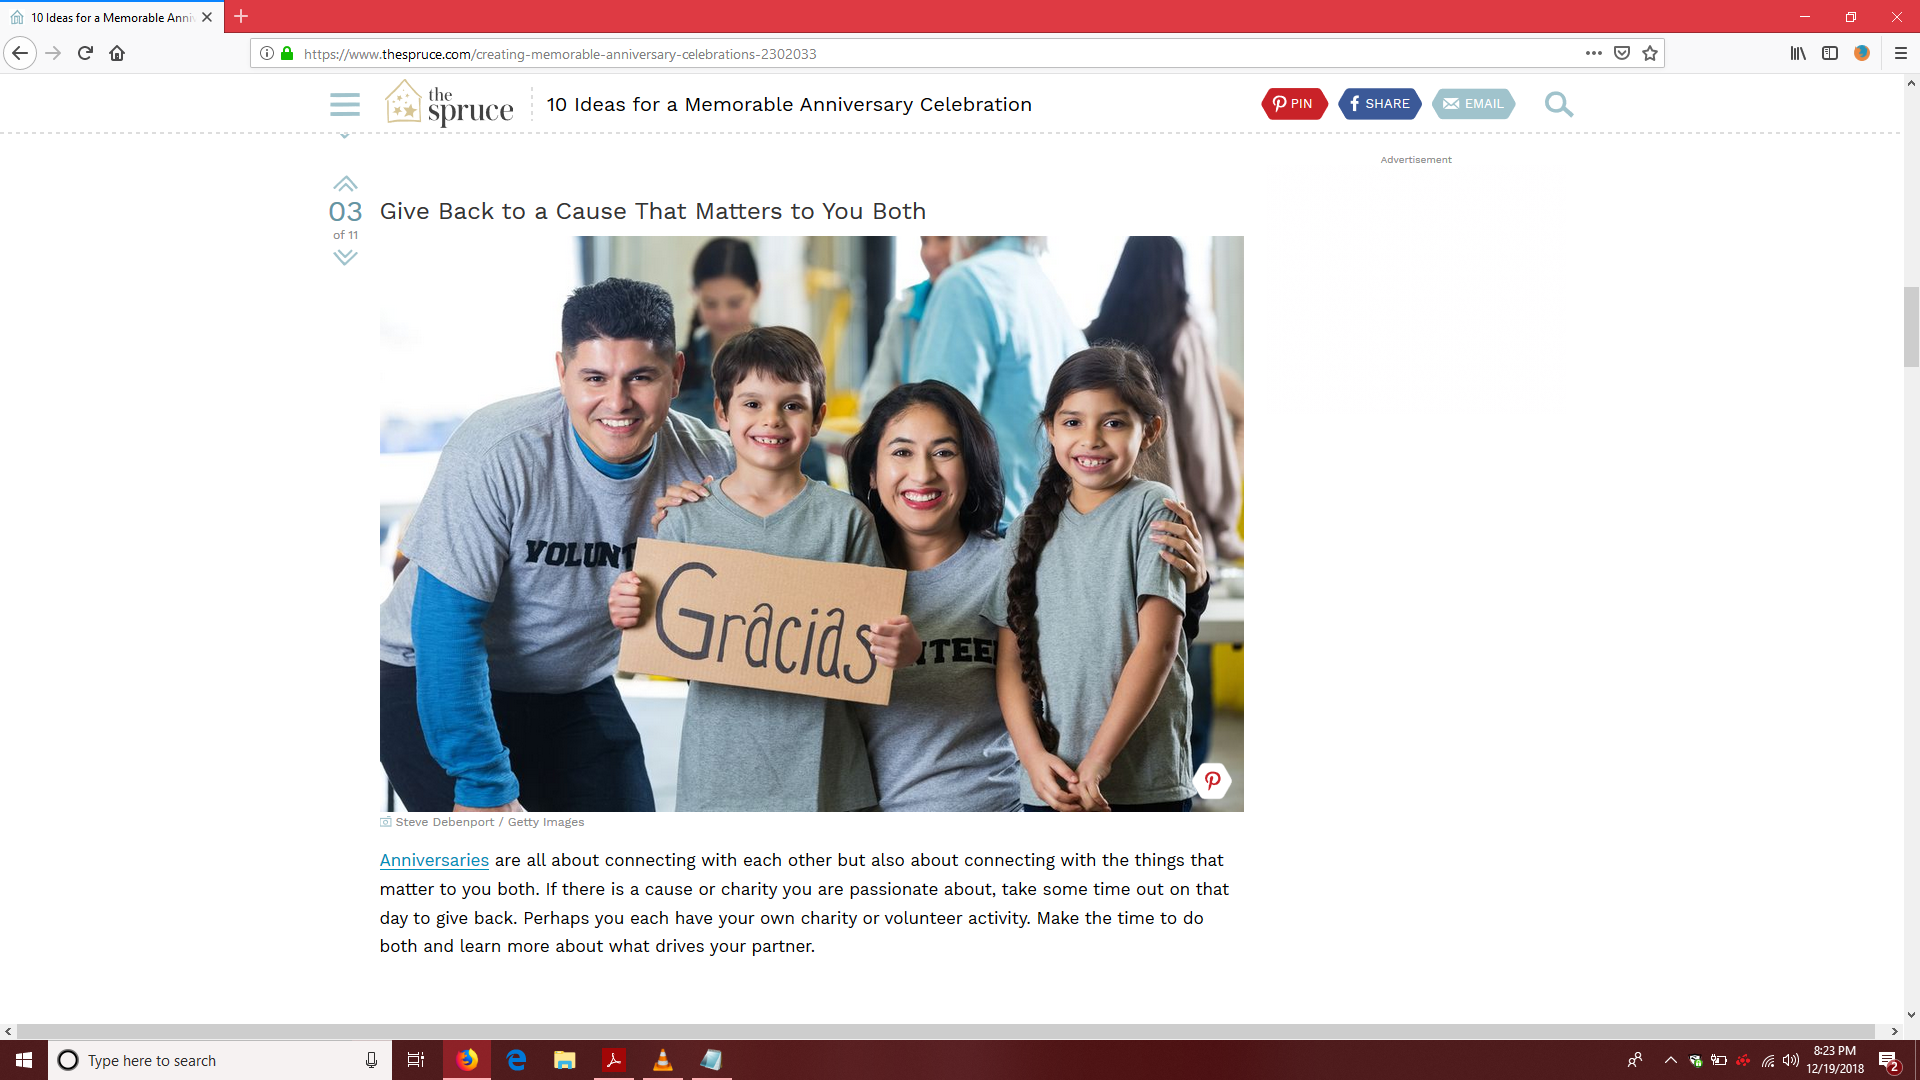 10 Ideas for a Memorable Anni
https://www.thespruce.com/creating-memorable-anniversary-celebrations-2302033
the spruce
10 Ideas for a Memorable Anniversary Celebration
PIN
SHARE
EMAIL
Advertisement
03
of 11
Give Back to a Cause That Matters to You Both
VOLUNT
Gracias
NTEE
Steve Debenport / Getty Images
Anniversaries are all about connecting with each other but also about connecting with the things that
matter to you both. If there is a cause or charity you are passionate about, take some time out on that
day to give back. Perhaps you each have your own charity or volunteer activity. Make the time to do
both and learn more about what drives your partner.
Type here to search
8:23 PM
12/19/2018
2